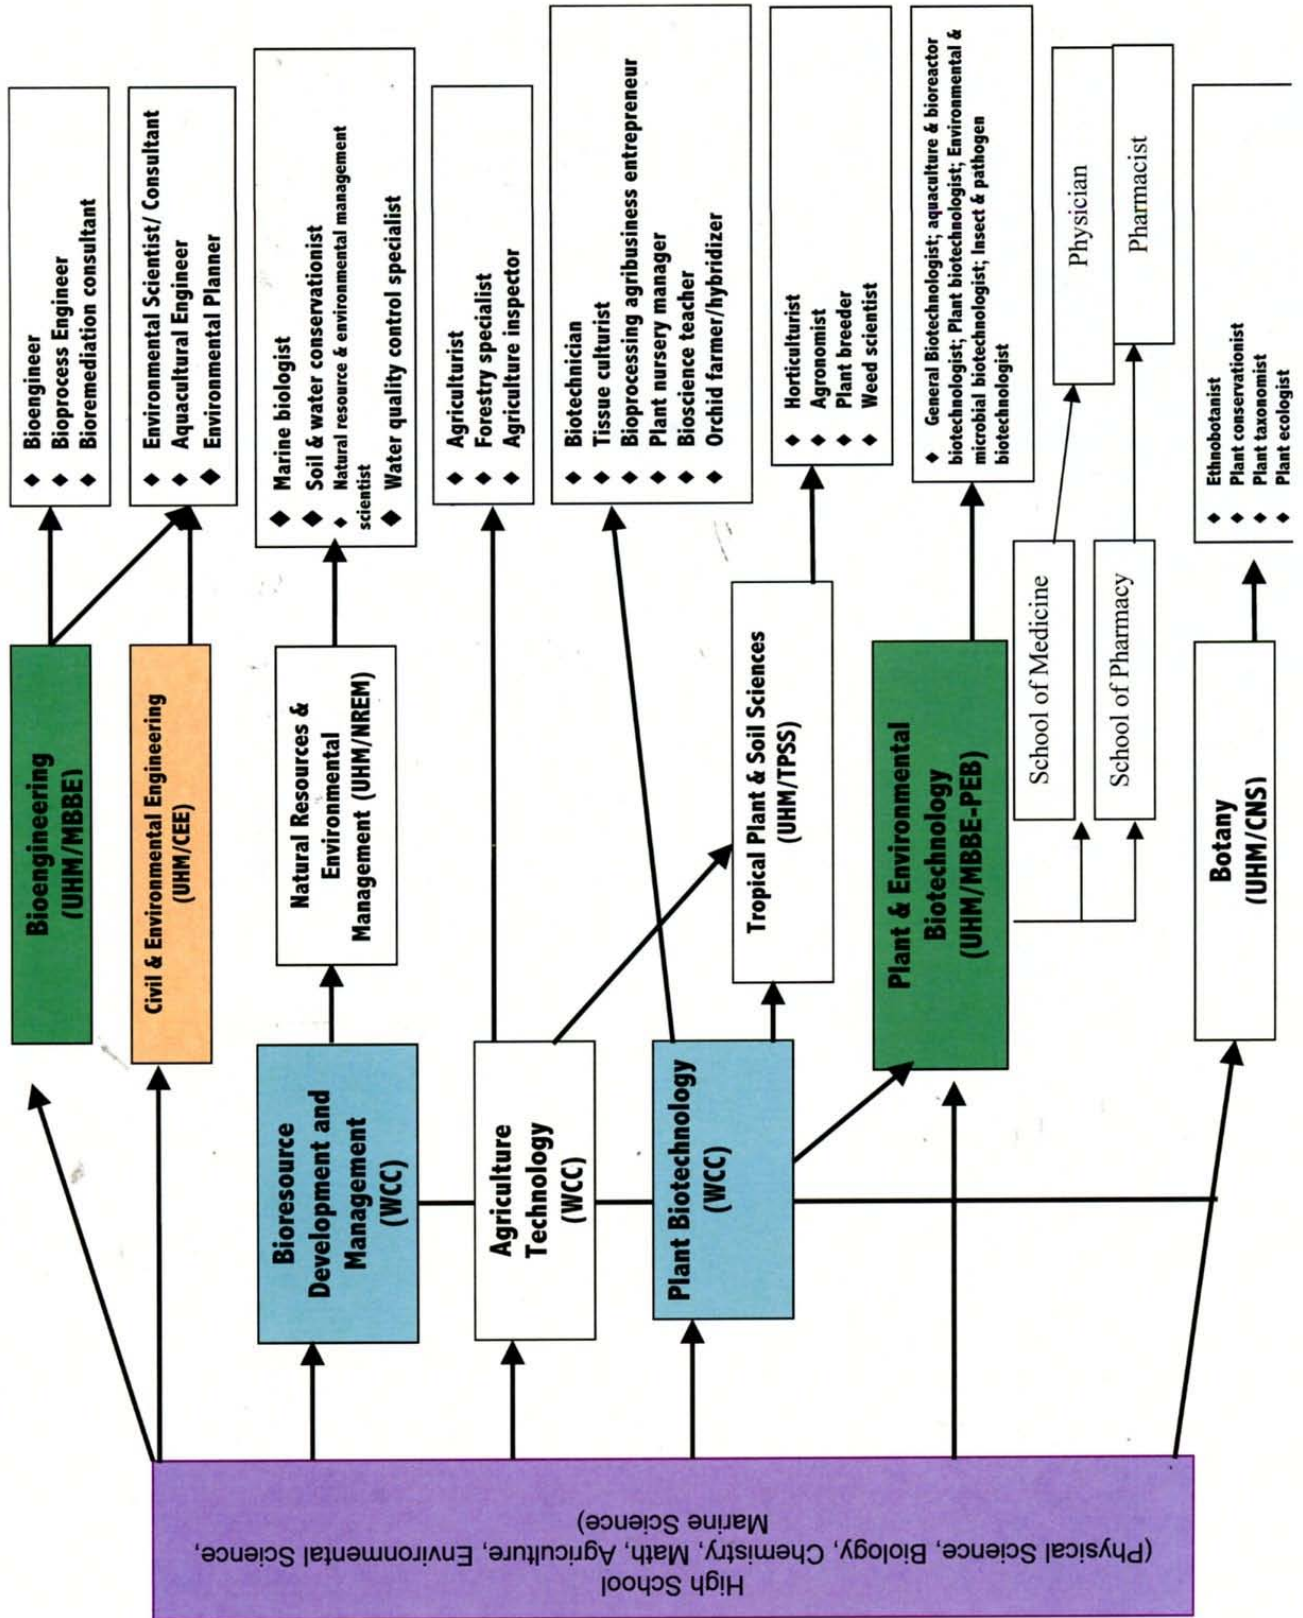 High School
(Physical Science, Biology, Chemistry, Math, Agriculture, Environmental Science,
Marine Science)
Bioengineering
(UHM/MBBE)
Civil & Environmental Engineering
(UHM/CEE)
Bioresource
Development and
Management
(WCC)
Natural Resources &
Environmental
Management (UHM/NREM)
Agriculture
Technology
(WCC)
Plant Biotechnology
(WCC)
Tropical Plant & Soil Sciences
(UHM/TPSS)
Plant & Environmental
Biotechnology
(UHM/MBBE-PEB)
School of Medicine
School of Pharmacy
Botany
(UHM/CNS)
◆ Bioengineer
◆ Bioprocess Engineer
◆ Bioremediation consultant
◆ Environmental Scientist/ Consultant
◆ Aquacultural Engineer
◆ Environmental Planner
◆ Marine biologist
◆ Soil & water conservationist
◆ Natural resource & environmental management
scientist
◆ Water quality control specialist
◆ Agriculturist
◆ Forestry specialist
◆ Agriculture inspector
◆ Biotechnician
◆ Tissue culturist
◆ Bioprocessing agribusiness entrepreneur
◆ Plant nursery manager
◆ Bioscience teacher
◆ Orchid farmer/hybridizer
◆ Horticulturist
◆ Agronomist
◆ Plant breeder
◆ Weed scientist
◆ General Biotechnologist; aquaculture & bioreactor
biotechnologist; Plant biotechnologist; Environmental &
microbial biotechnologist; Insect & pathogen
biotechnologist
Physician
Pharmacist
◆ Ethnobotanist
◆ Plant conservationist
◆ Plant taxonomist
◆ Plant ecologist